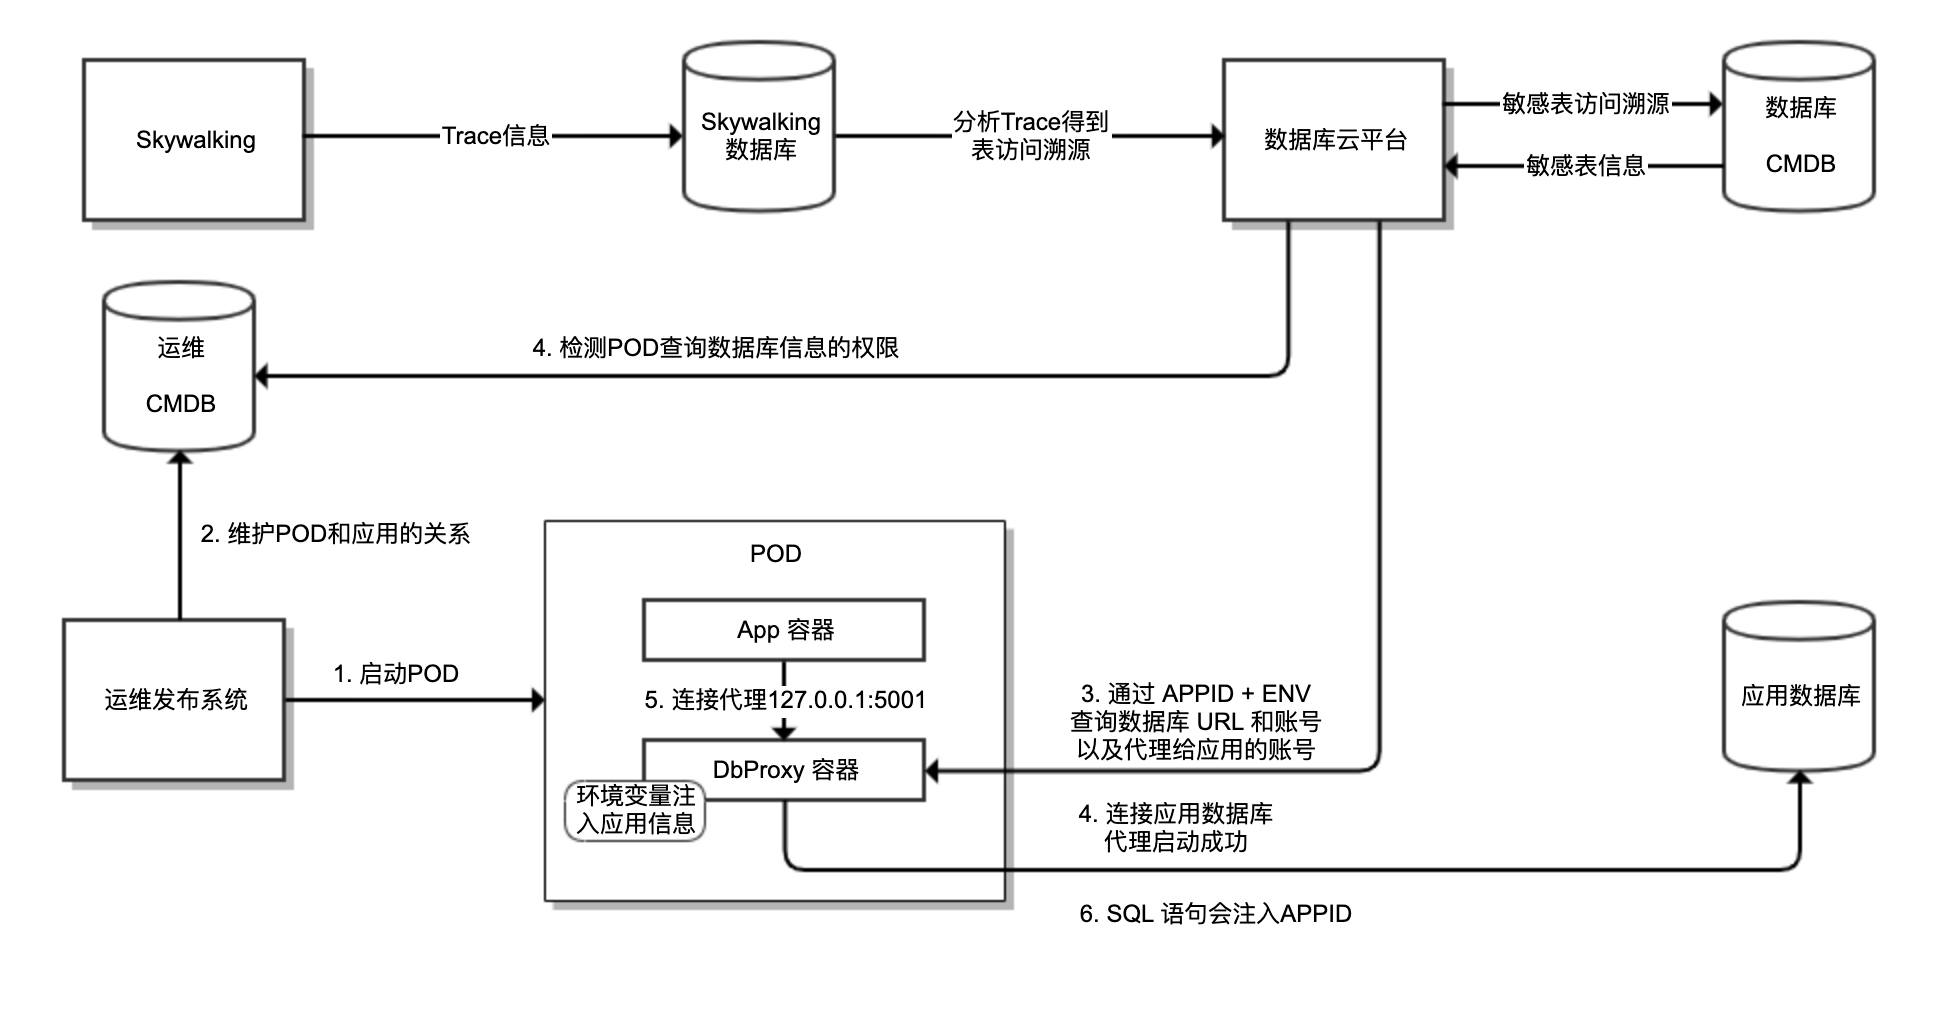 Skywalking
Trace信息
Skywalking
数据库
分析Trace得到
表访问溯源
数据库云平台
敏感表访问溯源
敏感表信息
数据库
CMDB
运维
CMDB
4. 检测POD查询数据库信息的权限
2. 维护POD和应用的关系
运维发布系统
1. 启动POD
POD
App 容器
5. 连接代理127.0.0.1:5001
DbProxy 容器
环境变量注
入应用信息
3. 通过 APPID + ENV
查询数据库 URL 和账号
以及代理给应用的账号
4. 连接应用数据库
代理启动成功
6. SQL 语句会注入APPID
应用数据库